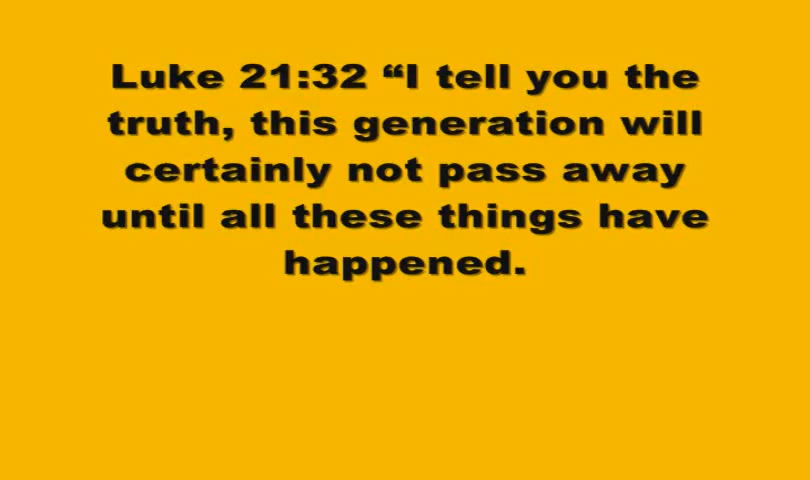 Luke 21:32 “I tell you the
truth, this generation will
certainly not pass away
until all these things have
happened.